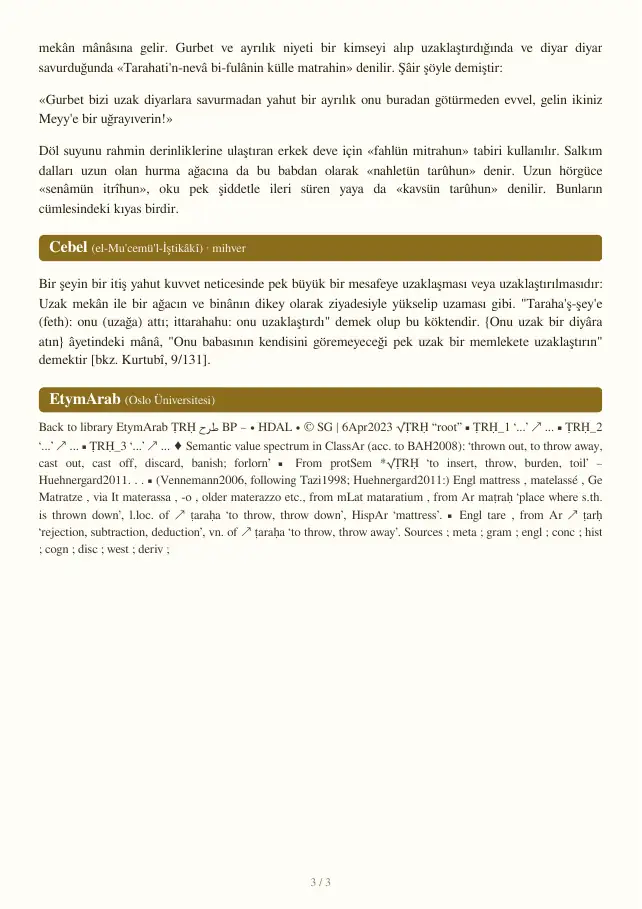 mekân mânâsına gelir. Gurbet ve ayrılık niyeti bir kimseyi alıp uzaklaştırdığında ve diyar diyar
savurduğunda «Tarahati'n-nevâ bi-fulânin külle matrahin» denilir. Şâir şöyle demiştir:
«Gurbet bizi uzak diyarlara savurmadan yahut bir ayrılık onu buradan götürmeden evvel, gelin ikiniz
Meyy'e bir uğrayıverin!»
Döl suyunu rahmin derinliklerine ulaştıran erkek deve için «fahlün mitrahun» tabiri kullanılır. Salkım
dalları uzun olan hurma ağacına da bu babdan olarak «nahletün tarûhun» denir. Uzun hörgüce
«senâmün itrîhun», oku pek şiddetle ileri süren yaya da «kavsün tarûhun» denilir. Bunların
cümlesindeki kıyas birdir.
Cebel (el-Mu'cemü'l-İştikâkî) · mihver
Bir şeyin bir itiş yahut kuvvet neticesinde pek büyük bir mesafeye uzaklaşması veya uzaklaştırılmasıdır:
Uzak mekân ile bir ağacın ve binânın dikey olarak ziyadesiyle yükselip uzaması gibi. "Taraha'ş-şey'e
(feth): onu (uzağa) attı; ittarahahu: onu uzaklaştırdı" demek olup bu köktendir. {Onu uzak bir diyâra
atın} âyetindeki mânâ, "Onu babasının kendisini göremeyeceği pek uzak bir memlekete uzaklaştırın"
demektir [bkz. Kurtubî, 9/131].
EtymArab (Oslo Üniversitesi)
Back to library EtymArab ṬRḤ طرح BP – • HDAL • © SG | 6Apr2023 √ṬRḤ “root” ▪ ṬRḤ_1 ‘...’ ↗ ... ▪ ṬRḤ_2
‘...’ ↗ ... ▪ ṬRḤ_3 ‘...’ ↗ ... ♦ Semantic value spectrum in ClassAr (acc. to BAH2008): ‘thrown out, to throw away,
cast out, cast off, discard, banish; forlorn’ ▪ From protSem *√ṬRḤ ‘to insert, throw, burden, toil’ –
Huehnergard2011. . . ▪ (Vennemann2006, following Tazi1998; Huehnergard2011:) Engl mattress , matelassé , Ge
Matratze , via It materassa , -o , older materazzo etc., from mLat mataratium , from Ar maṭraḥ ‘place where s.th.
is thrown down’, l.loc. of ↗ ṭaraḥa ‘to throw, throw down’, HispAr ‘mattress’. ▪ Engl tare , from Ar ↗ ṭarḥ
‘rejection, subtraction, deduction’, vn. of ↗ ṭaraḥa ‘to throw, throw away’. Sources ; meta ; gram ; engl ; conc ; hist
; cogn ; disc ; west ; deriv ;
3 / 3